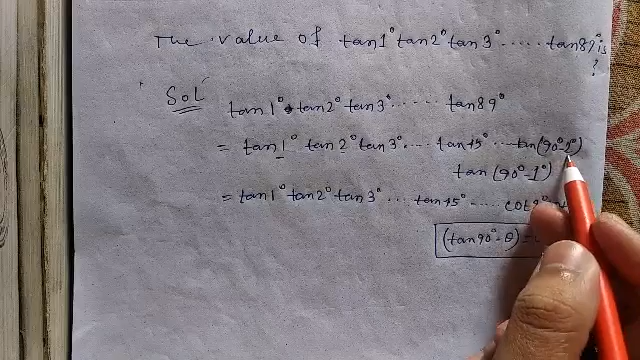 The value of tan1° tan2° tan3° ..... tan89° is
?
Sol
tan1° tan2° tan3° ...... tan89°
= tan1° tan2° tan3° .... tan45° ... tan(90°-1°)
tan(90°-1°)
= tan1° tan2° tan3° ... tan45° ..... cot
(tan90°-θ) =